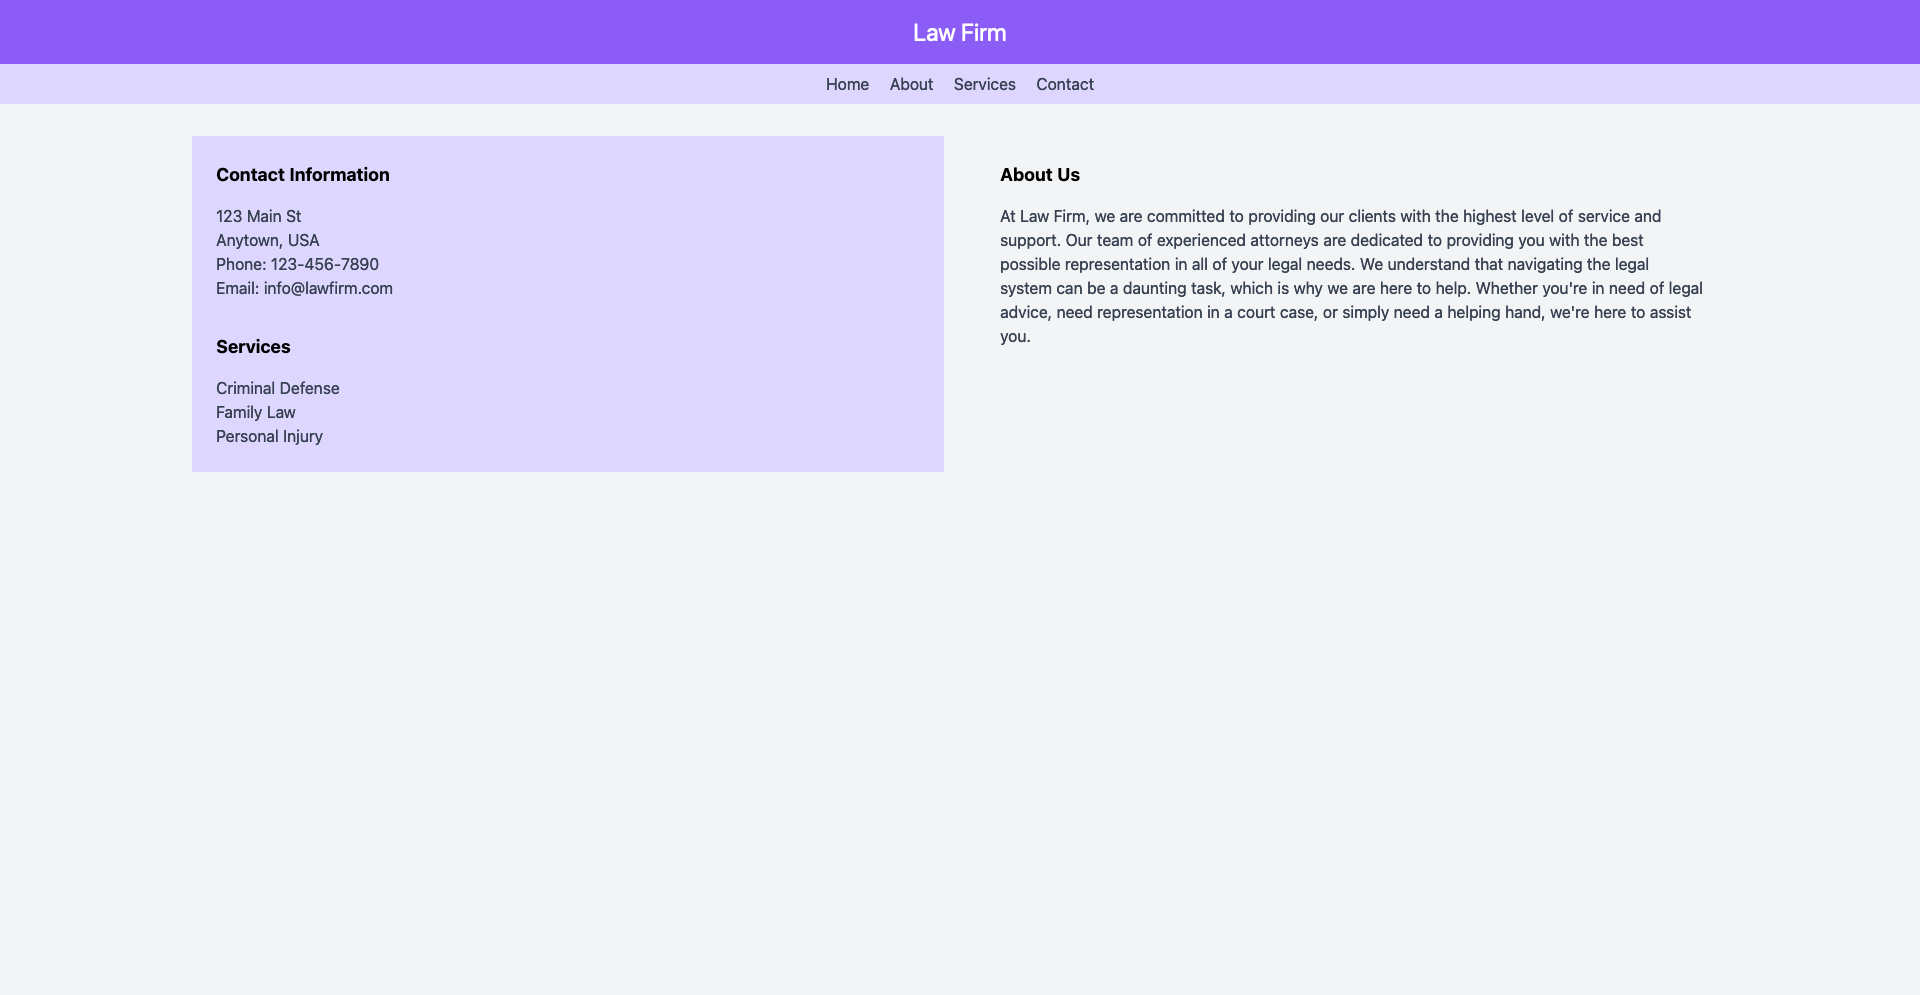 Law Firm
Home About Services Contact
Contact Information
123 Main St
Anytown, USA
Phone: 123-456-7890
Email: info@lawfirm.com
Services
Criminal Defense
Family Law
Personal Injury
About Us
At Law Firm, we are committed to providing our clients with the highest level of service and
support. Our team of experienced attorneys are dedicated to providing you with the best
possible representation in all of your legal needs. We understand that navigating the legal
system can be a daunting task, which is why we are here to help. Whether you're in need of legal
advice, need representation in a court case, or simply need a helping hand, we're here to assist
you.